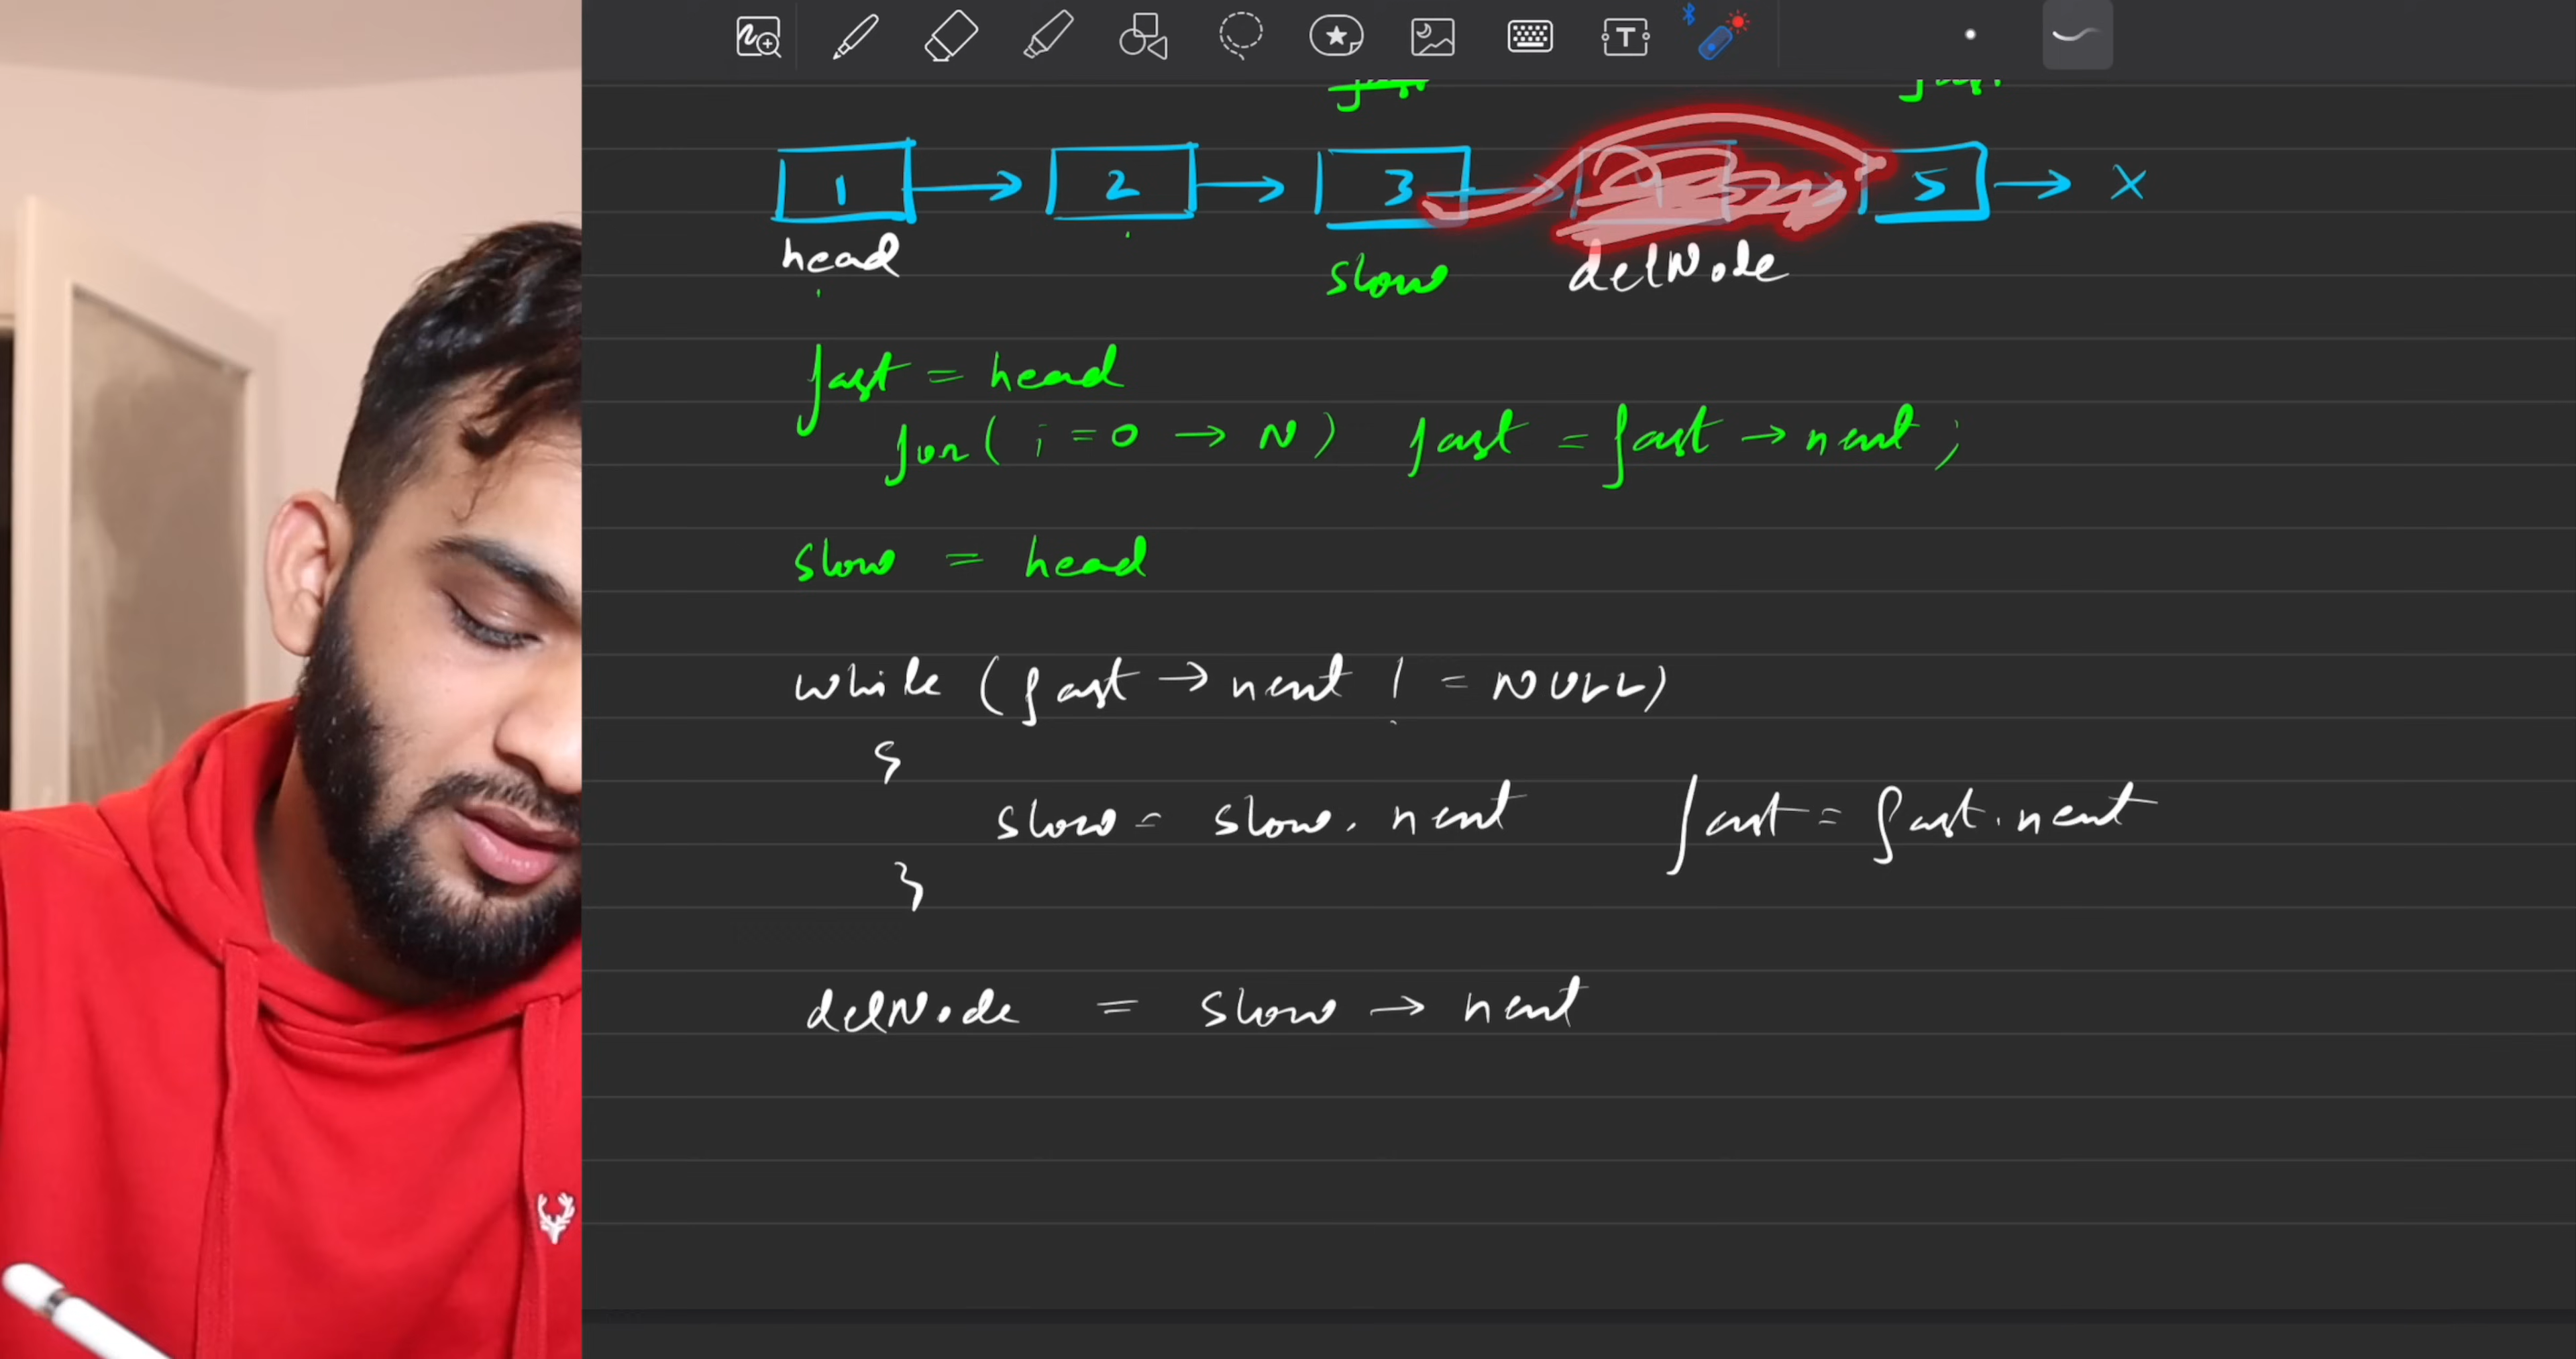 1 → 2 → 3 → 5 → X
head slow delNode
fast = head
for( i = 0 → N ) fast = fast → next ;
slow = head
while ( fast → next != NULL)
{
slow = slow. next fast = fast. next
}
delNode = slow → next